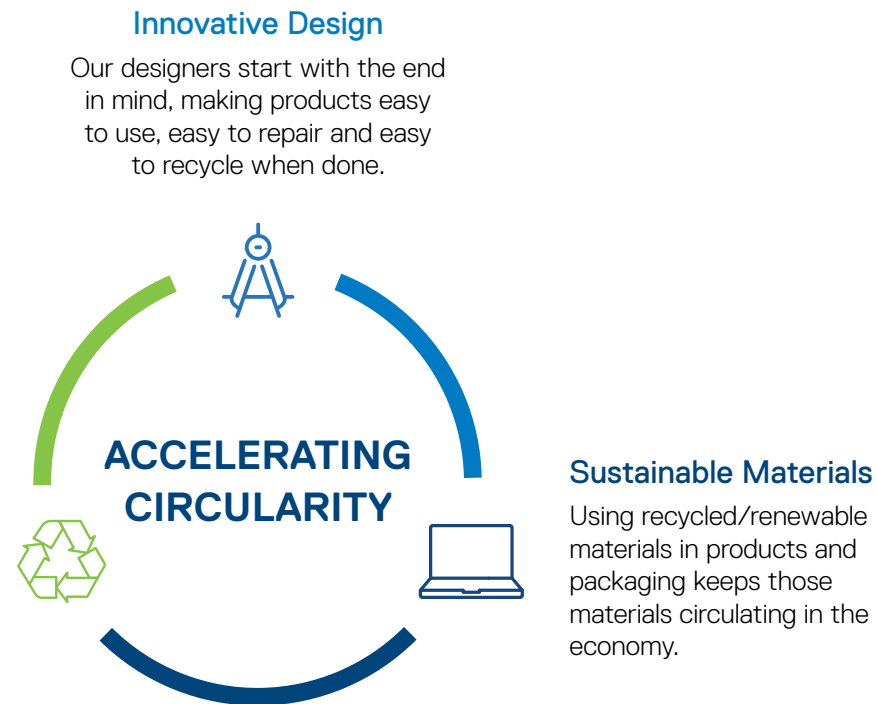 Innovative Design
Our designers start with the end
in mind, making products easy
to use, easy to repair and easy
to recycle when done.
ACCELERATING
CIRCULARITY
Sustainable Materials
Using recycled/renewable
materials in products and
packaging keeps those
materials circulating in the
economy.